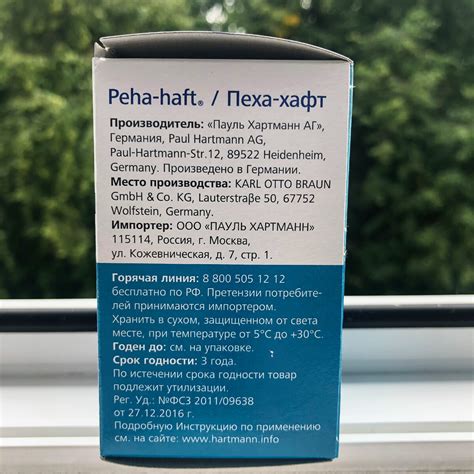 Peha-haft® / Пеха-хафт
Производитель: «Пауль Хартманн АГ»,
Германия, Paul Hartmann AG,
Paul-Hartmann-Str.12, 89522 Heidenheim,
Germany. Произведено в Германии.
Место производства: KARL OTTO BRAUN
GmbH & Co. KG, Lauterstraβe 50, 67752
Wolfstein, Germany.
Импортер: ООО «ПАУЛЬ ХАРТМАНН»
115114, Россия, г. Москва,
ул. Кожевническая, д. 7, стр. 1.
Горячая линия: 8 800 505 12 12
бесплатно по РФ. Претензии потребите-
лей принимаются импортером.
Хранить в сухом, защищенном от света
месте, при температуре от 5°C до +30°C.
Годен до: см. на упаковке.
Срок годности: 3 года.
По истечении срока годности товар
подлежит утилизации.
Рег. Уд.: №ФСЗ 2011/09638
от 27.12.2016 г.
Подробную Инструкцию по применению
см. на сайте: www.hartmann.info